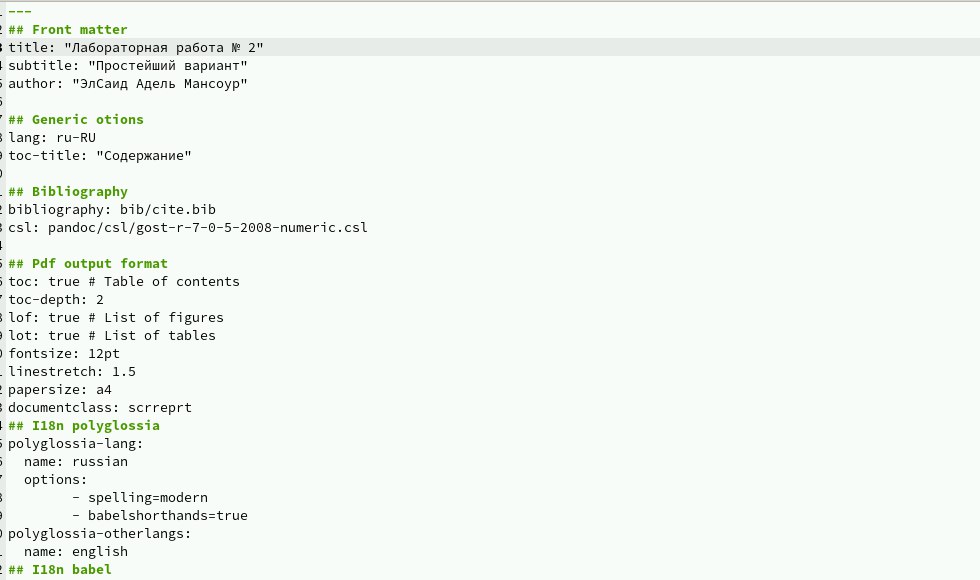 ---
## Front matter
title: "Лабораторная работа № 2"
subtitle: "Простейший вариант"
author: "ЭлСаид Адель Мансоур"
## Generic otions
lang: ru-RU
toc-title: "Содержание"
## Bibliography
bibliography: bib/cite.bib
csl: pandoc/csl/gost-r-7-0-5-2008-numeric.csl
## Pdf output format
toc: true # Table of contents
toc-depth: 2
lof: true # List of figures
lot: true # List of tables
fontsize: 12pt
linestretch: 1.5
papersize: a4
documentclass: scrreprt
## I18n polyglossia
polyglossia-lang:
  name: russian
  options:
        - spelling=modern
        - babelshorthands=true
polyglossia-otherlangs:
  name: english
## I18n babel